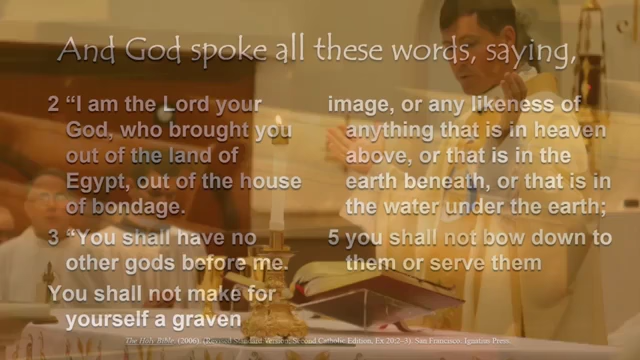 And God spoke all these words, saying,
2 “I am the Lord your
God, who brought you
out of the land of
Egypt, out of the house
of bondage.
3 “You shall have no
other gods before me.
You shall not make for
yourself a graven
image, or any likeness of
anything that is in heaven
above, or that is in the
earth beneath, or that is in
the water under the earth;
5 you shall not bow down to
them or serve them
The Holy Bible. (2006). (Revised Standard Version; Second Catholic Edition, Ex 20:2–3). San Francisco: Ignatius Press.